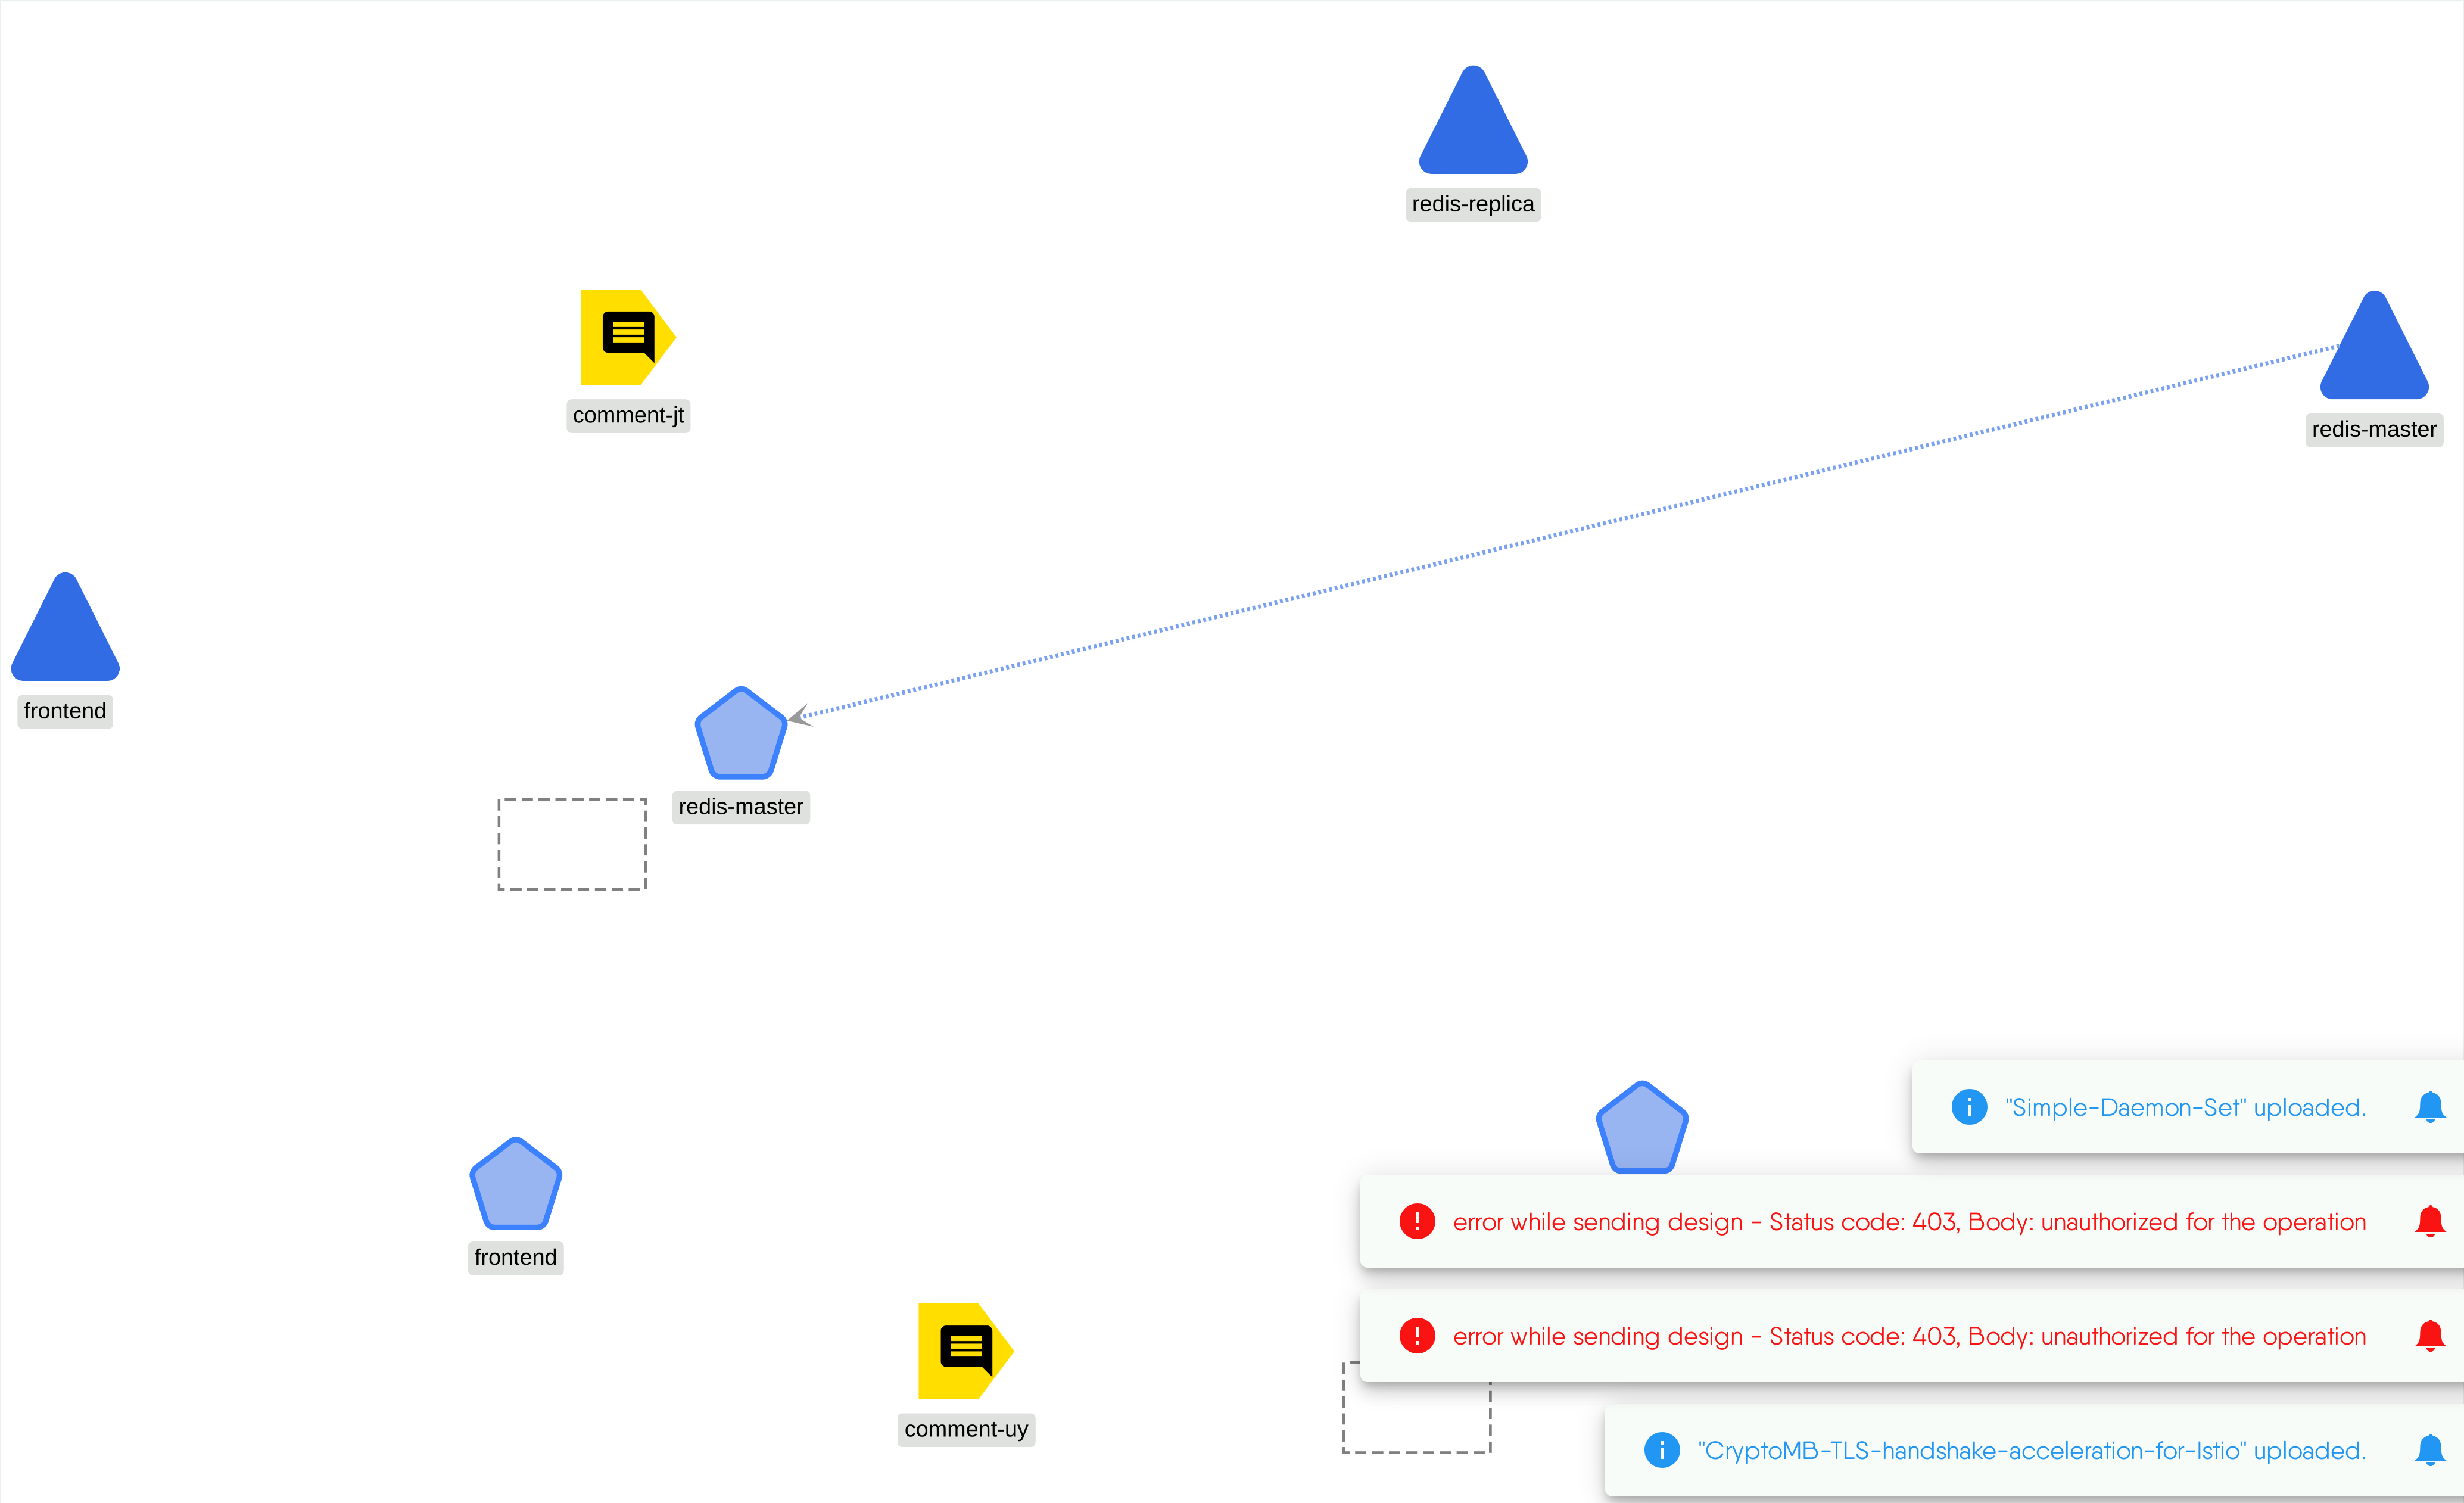 redis-replica
comment-jt
redis-master
frontend
redis-master
"Simple-Daemon-Set" uploaded.
error while sending design - Status code: 403, Body: unauthorized for the operation
frontend
error while sending design - Status code: 403, Body: unauthorized for the operation
comment-uy
"CryptoMB-TLS-handshake-acceleration-for-Istio" uploaded.